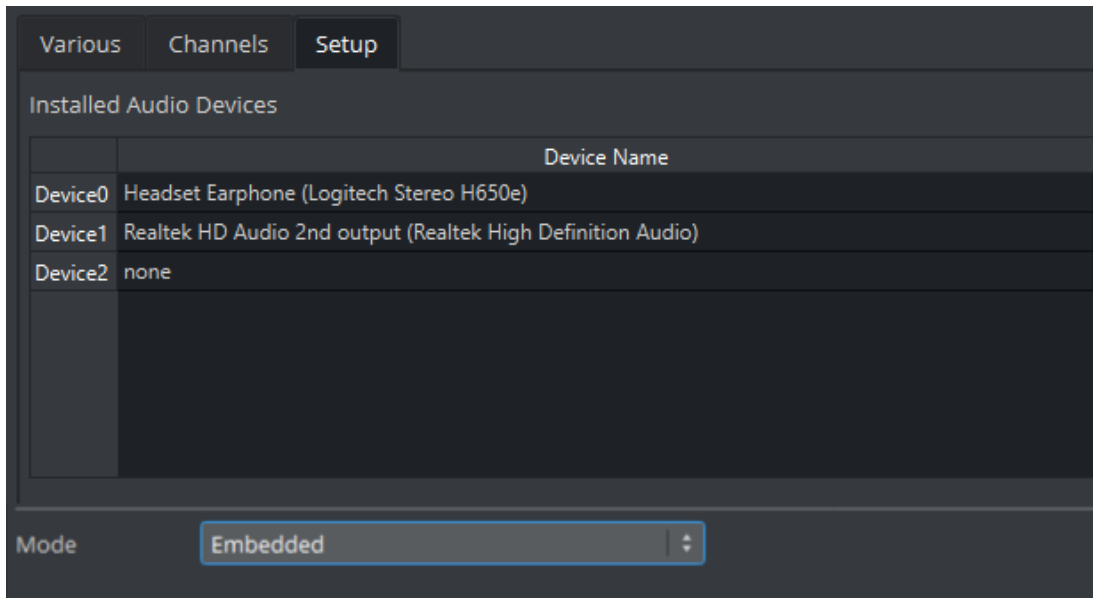 Various Channels Setup
Installed Audio Devices
Device Name
Device0 Headset Earphone (Logitech Stereo H650e)
Device1 Realtek HD Audio 2nd output (Realtek High Definition Audio)
Device2 none
Mode Embedded